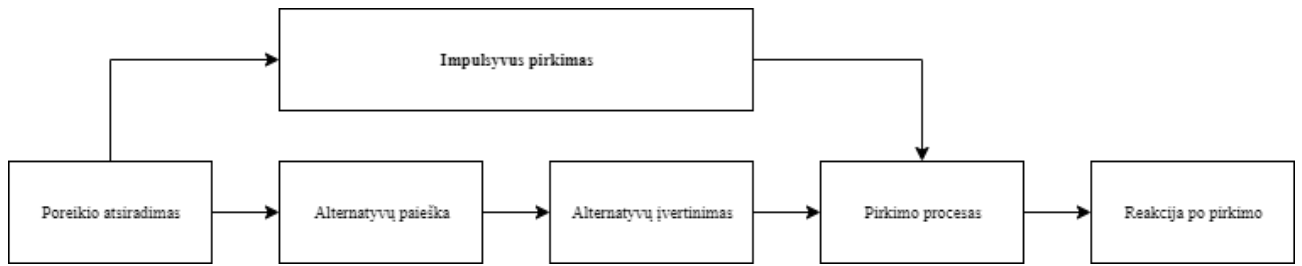 Impulsyvus pirkimas
Poreikio atsiradimas
Alternatyvų paieška
Alternatyvų įvertinimas
Pirkimo procesas
Reakcija po pirkimo